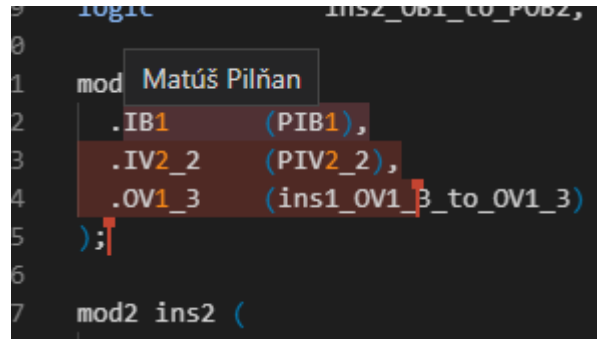 9 logic ins2_OB1_to_POB2,
0
1 mod Matúš Pilňan
2 .IB1 (PIB1),
3 .IV2_2 (PIV2_2),
4 .OV1_3 (ins1_OV1_3_to_OV1_3)
5 );
6
7 mod2 ins2 (